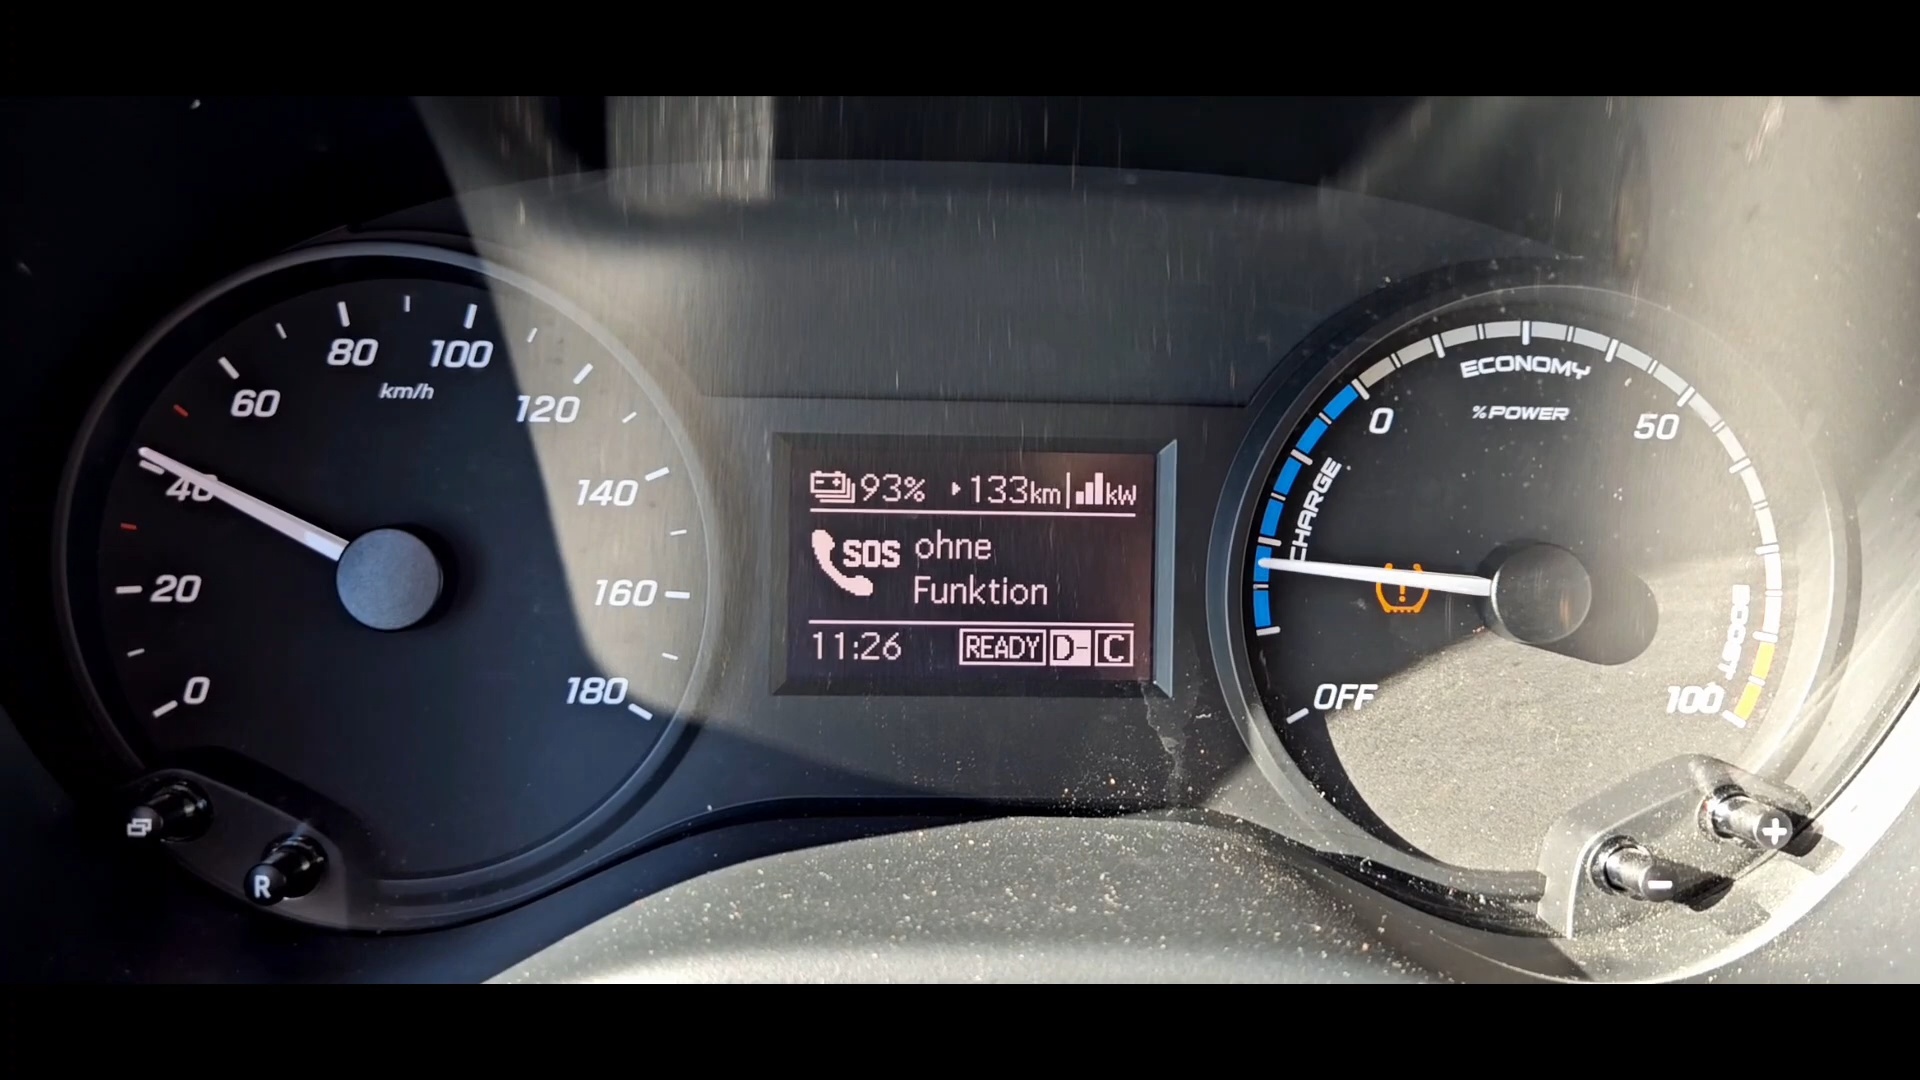 80 100
km/h
60 120
40 140
20 160
0 180
R
93% 133km kW
SOS ohne
Funktion
11:26 READY D- C
ECONOMY
% POWER
0 50
CHARGE
BOOST
OFF 100
- +